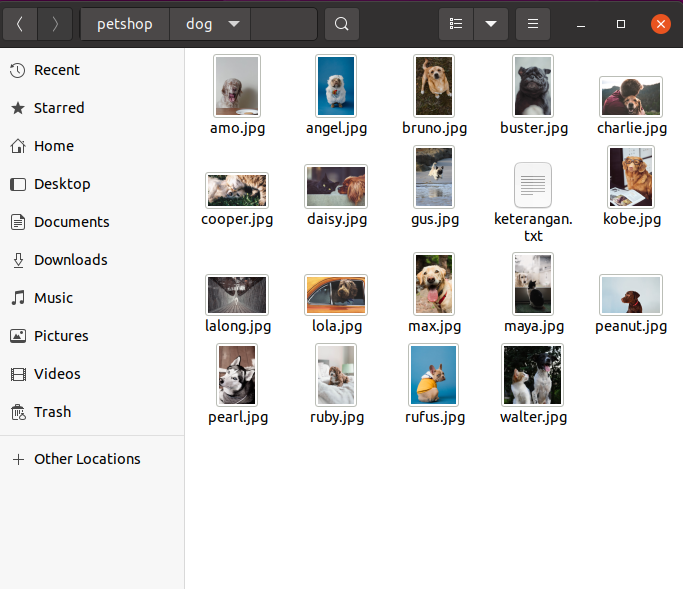 petshop dog
Recent
Starred
Home
Desktop
Documents
Downloads
Music
Pictures
Videos
Trash
Other Locations
amo.jpg angel.jpg bruno.jpg buster.jpg charlie.jpg
cooper.jpg daisy.jpg gus.jpg keterangan. kobe.jpg
txt
lalong.jpg lola.jpg max.jpg maya.jpg peanut.jpg
pearl.jpg ruby.jpg rufus.jpg walter.jpg